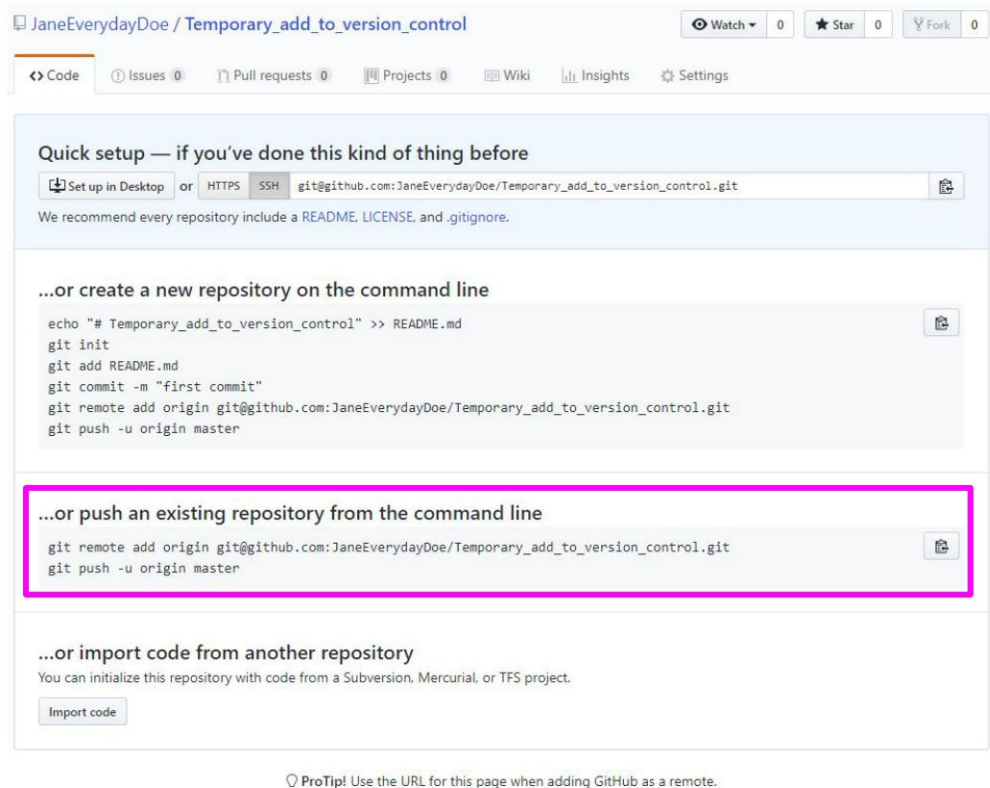 JaneEverydayDoe / Temporary_add_to_version_control Watch 0 Star 0 Fork 0
Code Issues 0 Pull requests 0 Projects 0 Wiki Insights Settings
Quick setup — if you've done this kind of thing before
Set up in Desktop or HTTPS SSH git@github.com:JaneEverydayDoe/Temporary_add_to_version_control.git
We recommend every repository include a README, LICENSE, and .gitignore.
...or create a new repository on the command line
echo "# Temporary_add_to_version_control" >> README.md
git init
git add README.md
git commit -m "first commit"
git remote add origin git@github.com:JaneEverydayDoe/Temporary_add_to_version_control.git
git push -u origin master
...or push an existing repository from the command line
git remote add origin git@github.com:JaneEverydayDoe/Temporary_add_to_version_control.git
git push -u origin master
...or import code from another repository
You can initialize this repository with code from a Subversion, Mercurial, or TFS project.
Import code
ProTip! Use the URL for this page when adding GitHub as a remote.